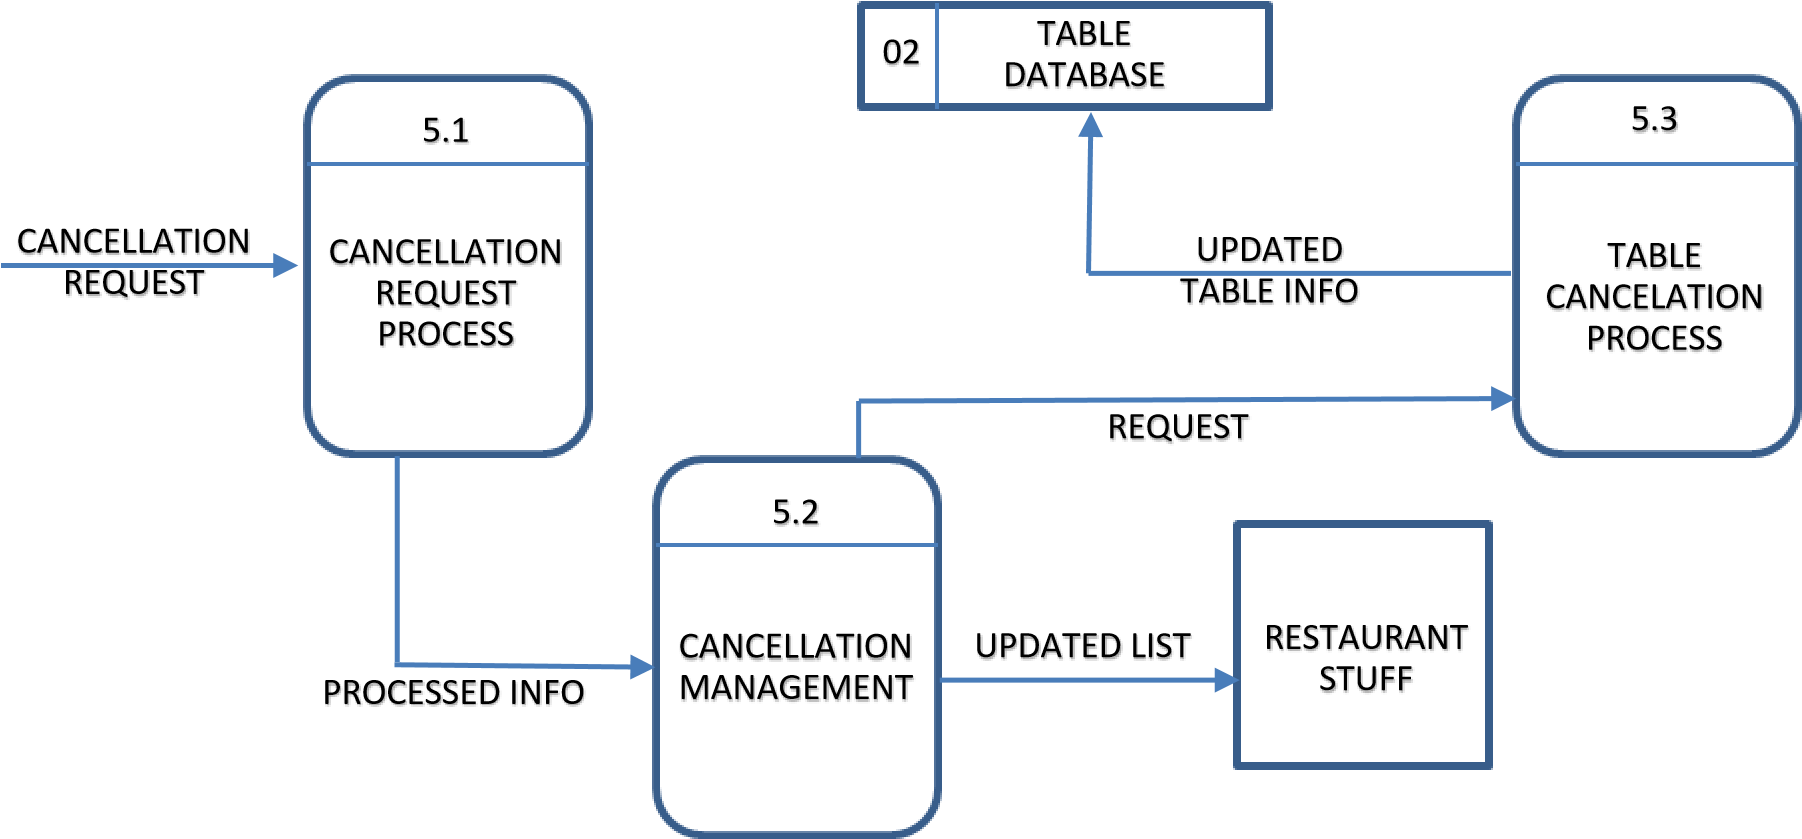 02
TABLE
DATABASE
5.1
5.3
CANCELLATION
REQUEST
CANCELLATION
REQUEST
PROCESS
UPDATED
TABLE INFO
TABLE
CANCELATION
PROCESS
REQUEST
5.2
CANCELLATION
MANAGEMENT
UPDATED LIST
RESTAURANT
STUFF
PROCESSED INFO